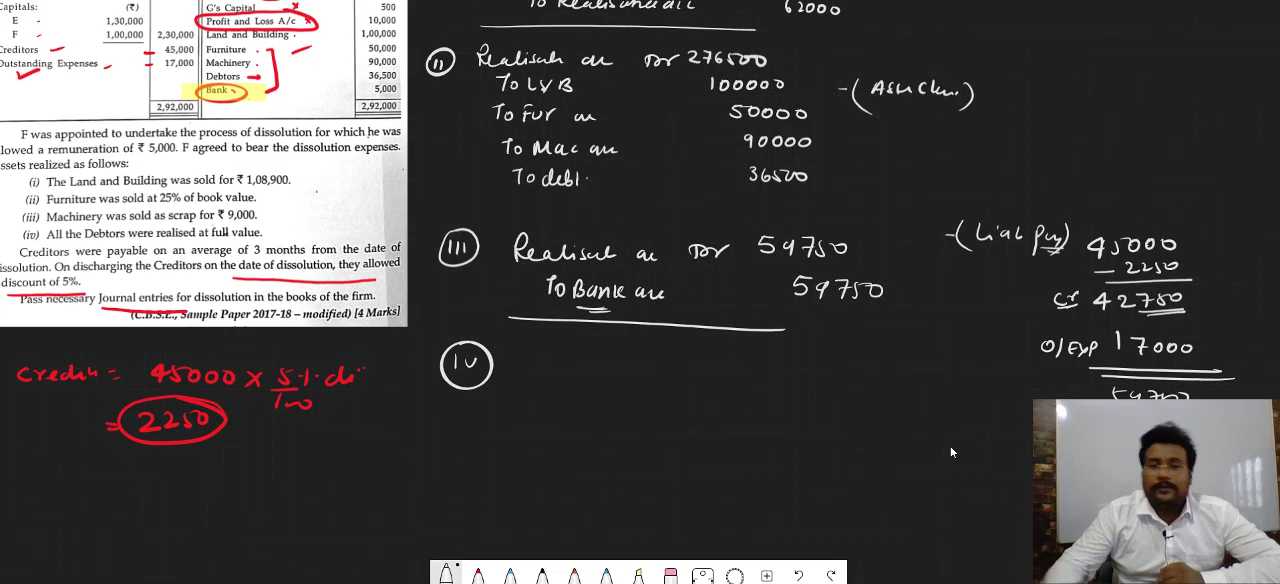 Capitals: (₹)
E 1,30,000
F 1,00,000 2,30,000
Creditors 45,000
Outstanding Expenses 17,000
2,92,000
G's Capital 500
Profit and Loss A/c 10,000
Land and Building 1,00,000
Furniture 50,000
Machinery 90,000
Debtors 36,500
Bank 5,000
2,92,000
F was appointed to undertake the process of dissolution for which he was
lowed a remuneration of ₹ 5,000. F agreed to bear the dissolution expenses.
ssets realized as follows:
(i) The Land and Building was sold for ₹ 1,08,900.
(ii) Furniture was sold at 25% of book value.
(iii) Machinery was sold as scrap for ₹ 9,000.
(iv) All the Debtors were realised at full value.
Creditors were payable on an average of 3 months from the date of
issolution. On discharging the Creditors on the date of dissolution, they allowed
discount of 5%.
Pass necessary Journal entries for dissolution in the books of the firm.
(C.B.S.E., Sample Paper 2017-18 – modified) [4 Marks]
= 45000 × 5%
100
= 2250
62000
(II) 276500
To L&B 100000
To Fur 50000
To Mac 90000
To debt. 36500
(III) 59750
To Bank 59750
45000
- 2250
Cr 42750
O/Exp 17000
(IV)